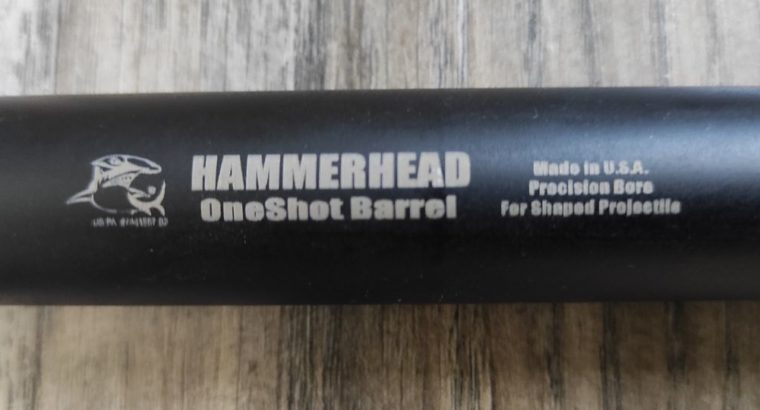 HAMMERHEAD
OneShot Barrel
Made in U.S.A.
Precision Bore
For Shaped Projectile